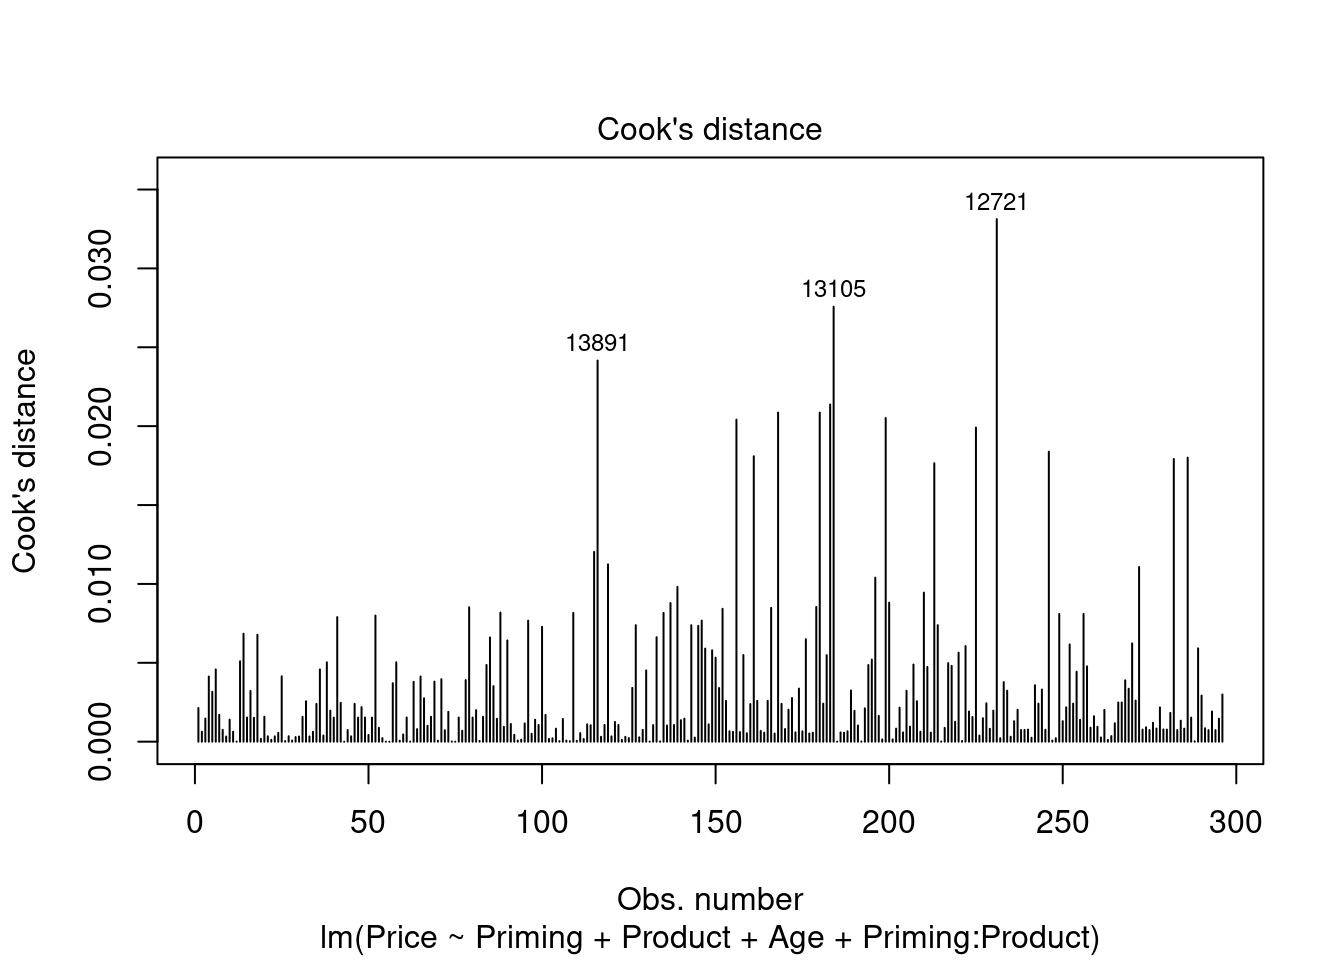 Cook's distance
12721
13105
13891
Cook's distance
0.030
0.020
0.010
0.000
0 50 100 150 200 250 300
Obs. number
lm(Price ~ Priming + Product + Age + Priming:Product)